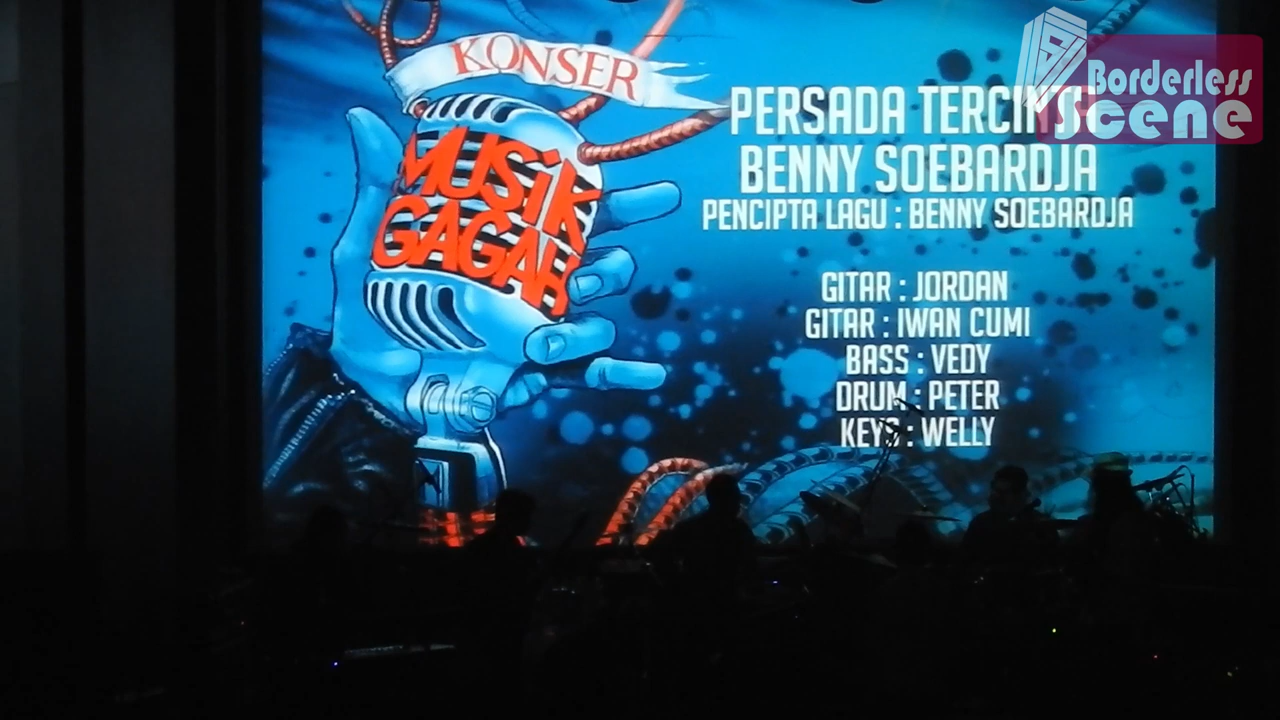 KONSER
MUSiK
GAGAH
PERSADA TERCINTA
BENNY SOEBARDJA
PENCIPTA LAGU : BENNY SOEBARDJA
GITAR : JORDAN
GITAR : IWAN CUMI
BASS : VEDY
DRUM : PETER
KEYS : WELLY
Borderless
Scene